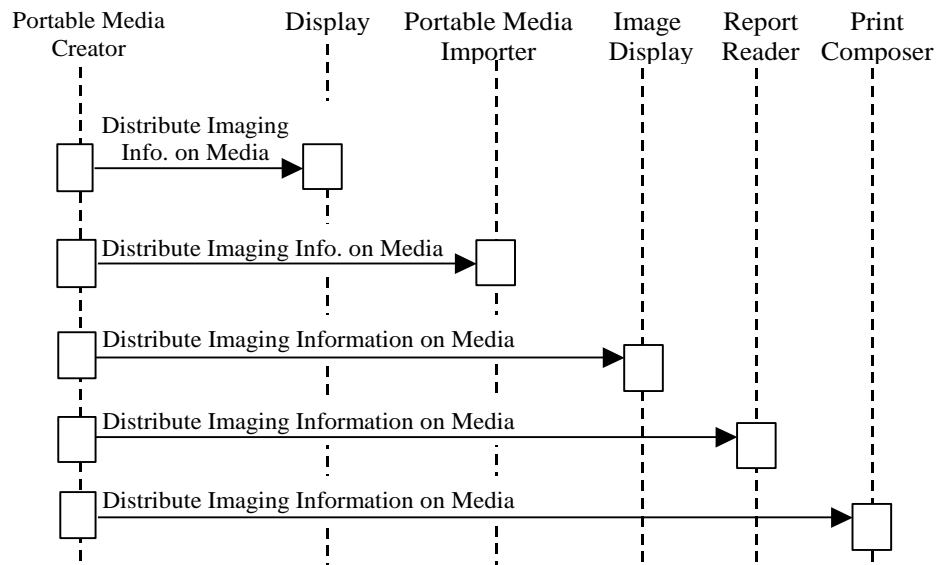 Portable Media
Creator
Display
Portable Media
Importer
Image
Display
Report
Reader
Print
Composer
Distribute Imaging
Info. on Media
Distribute Imaging Info. on Media
Distribute Imaging Information on Media
Distribute Imaging Information on Media
Distribute Imaging Information on Media